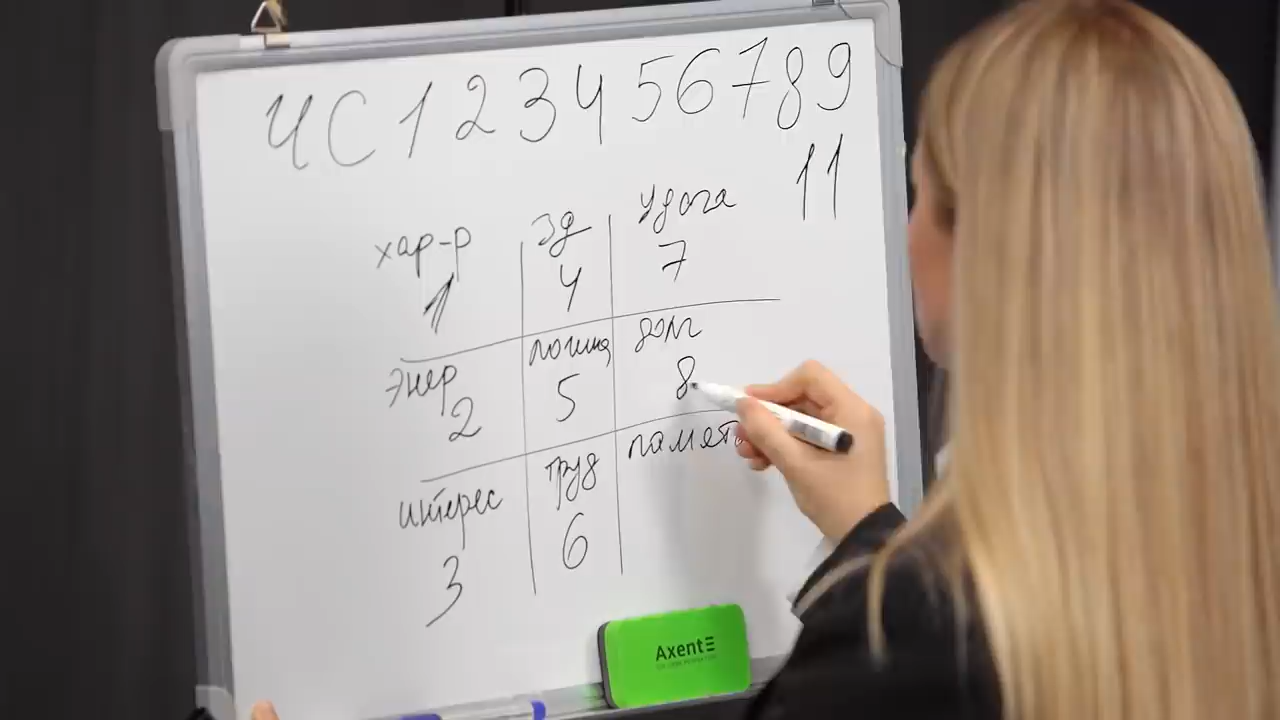 ЧС 1 2 3 4 5 6 7 8 9
11
хар-р зд удача
1 4 7
энер логика долг
2 5 8
интерес труд память
3 6
Axent